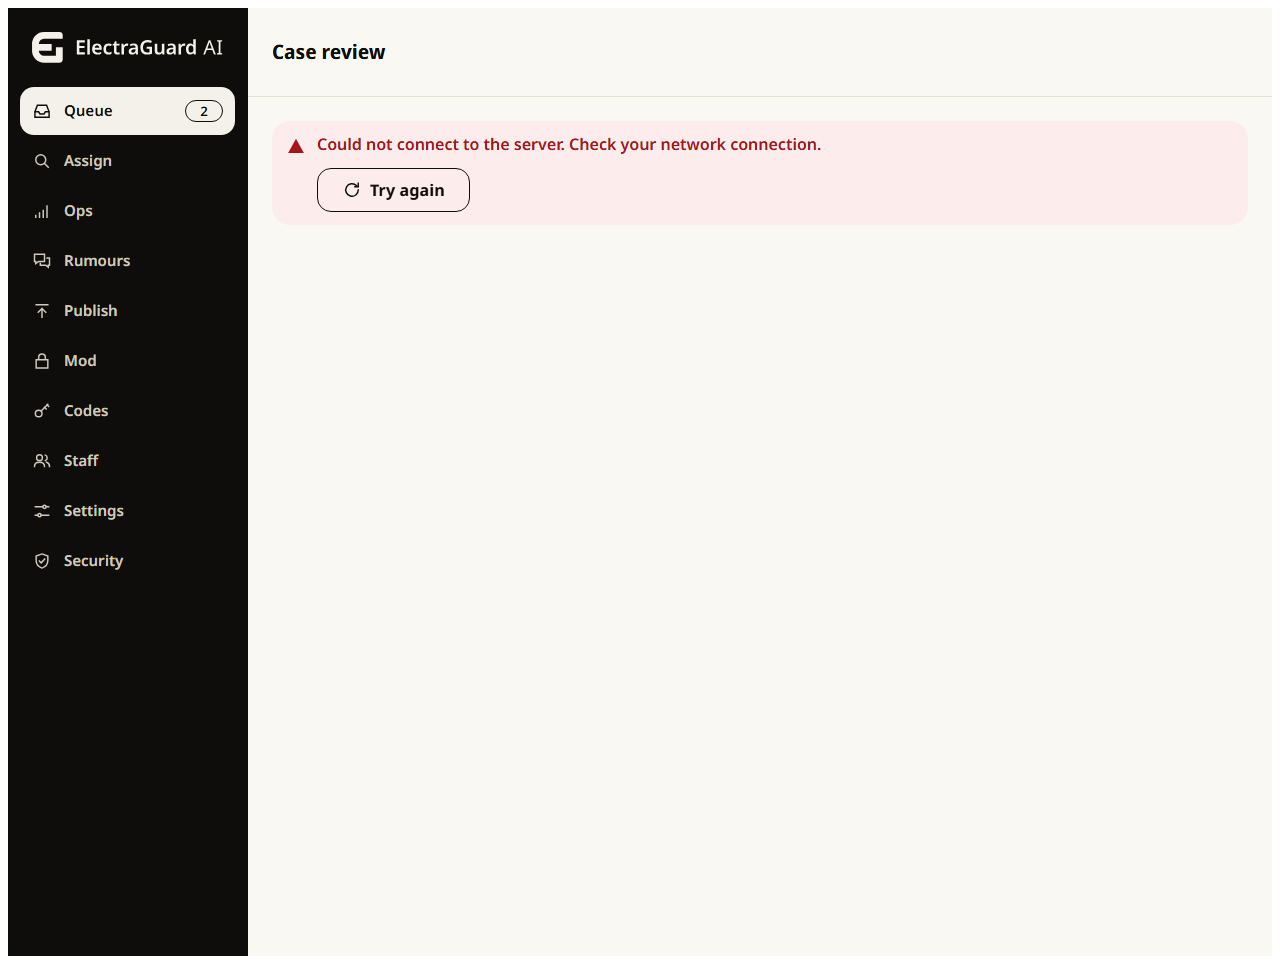 ElectraGuard AI
Queue 2
Assign
Ops
Rumours
Publish
Mod
Codes
Staff
Settings
Security
Case review
Could not connect to the server. Check your network connection.
Try again